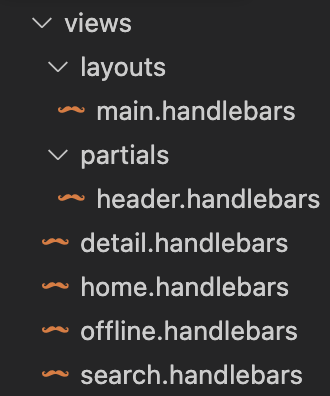 views
layouts
main.handlebars
partials
header.handlebars
detail.handlebars
home.handlebars
offline.handlebars
search.handlebars